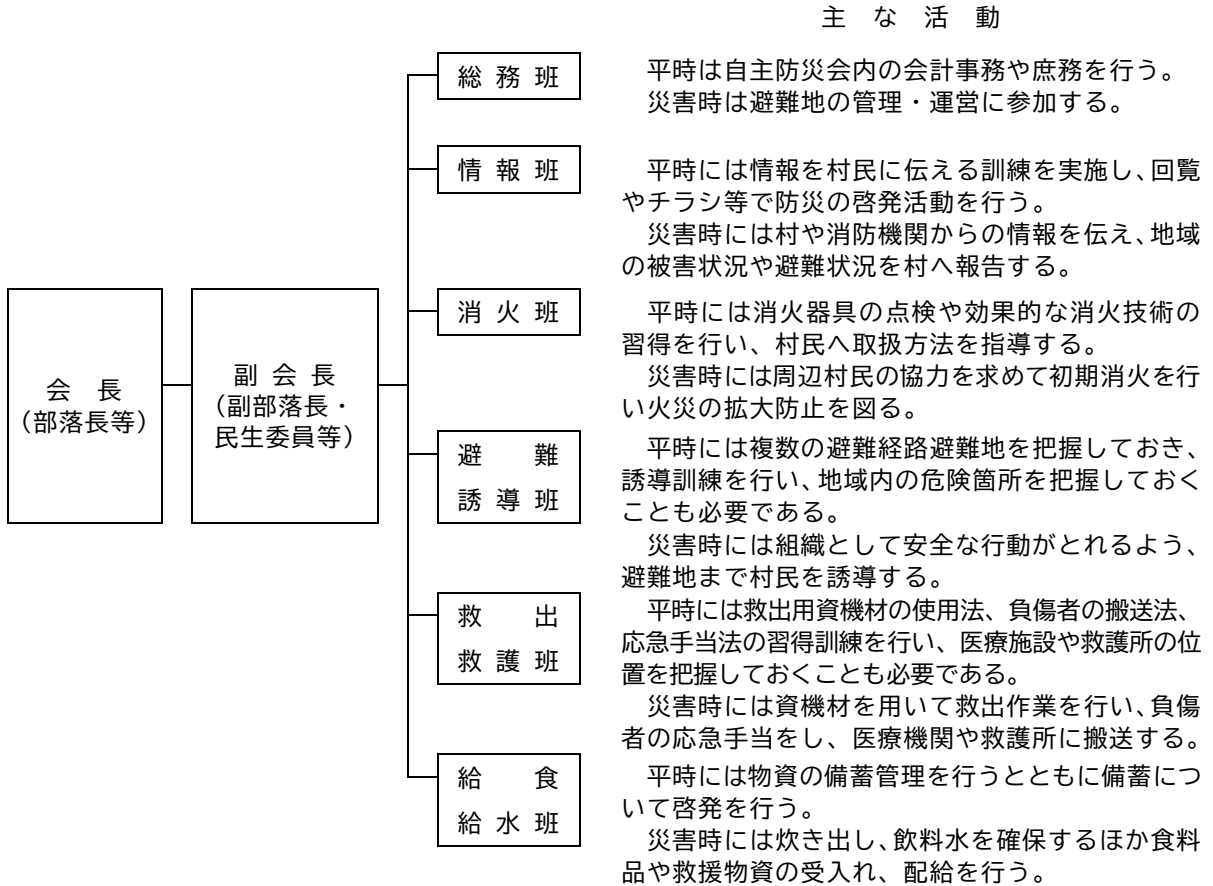 主な活動
総務班
平時は自主防災会内の会計事務や庶務を行う。
災害時は避難地の管理・運営に参加する。
情報班
平時には情報を村民に伝える訓練を実施し、回覧
やチラシ等で防災の啓発活動を行う。
災害時には村や消防機関からの情報を伝え、地域
の被害状況や避難状況を村へ報告する。
会長
（部落長等）
副会長
（副部落長・
民生委員等）
消火班
平時には消火器具の点検や効果的な消火技術の
習得を行い、村民へ取扱方法を指導する。
災害時には周辺村民の協力を求めて初期消火を行
い火災の拡大防止を図る。
避難
誘導班
平時には複数の避難経路避難地を把握しておき、
誘導訓練を行い、地域内の危険箇所を把握しておく
ことも必要である。
災害時には組織として安全な行動がとれるよう、
避難地まで村民を誘導する。
救出
救護班
平時には救出用資機材の使用法、負傷者の搬送法、
応急手当法の習得訓練を行い、医療施設や救護所の位
置を把握しておくことも必要である。
災害時には資機材を用いて救出作業を行い、負傷
者の応急手当をし、医療機関や救護所に搬送する。
給食
給水班
平時には物資の備蓄管理を行うとともに備蓄につ
いて啓発を行う。
災害時には炊き出し、飲料水を確保するほか食料
品や救援物資の受入れ、配給を行う。